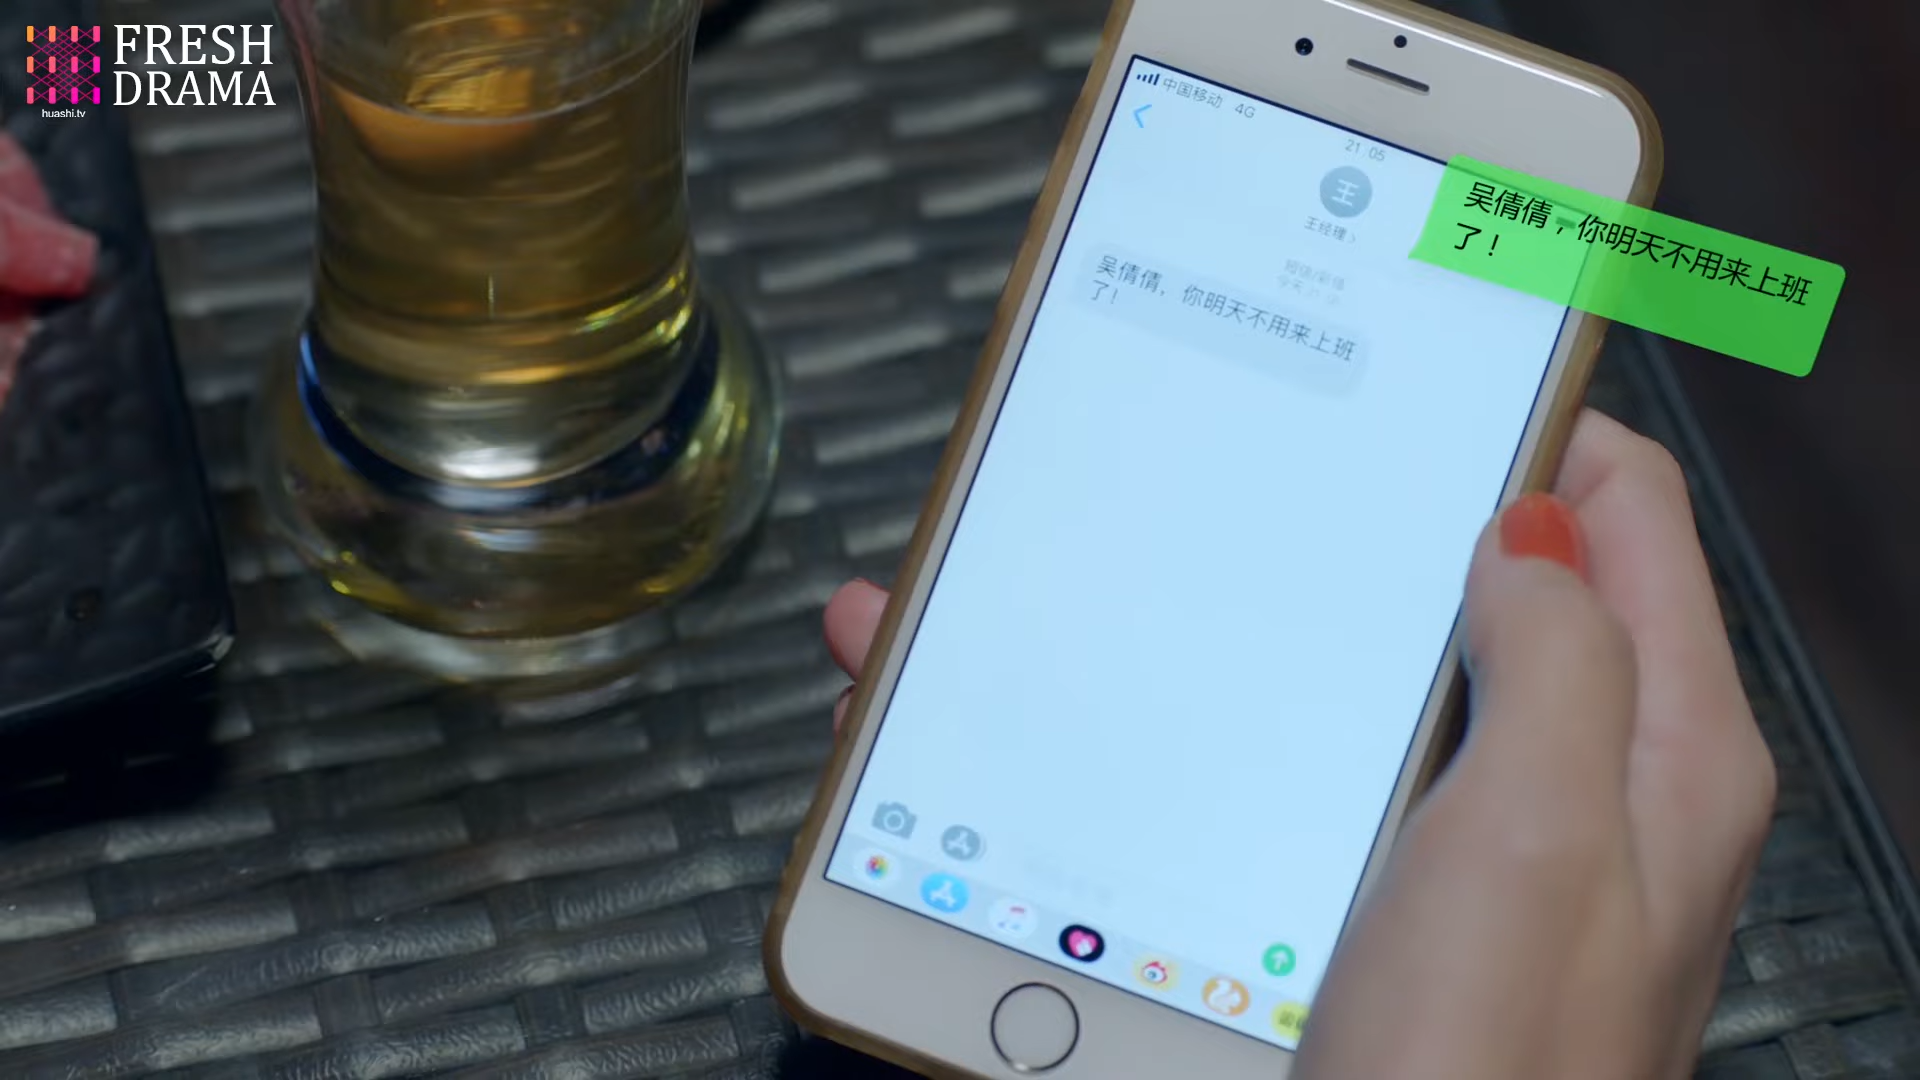 FRESH
DRAMA
huashi.tv
中国移动 4G
21:05
王
王经理
吴倩倩，你明天不用来上班
了！
吴倩倩，你明天不用来上班
了！